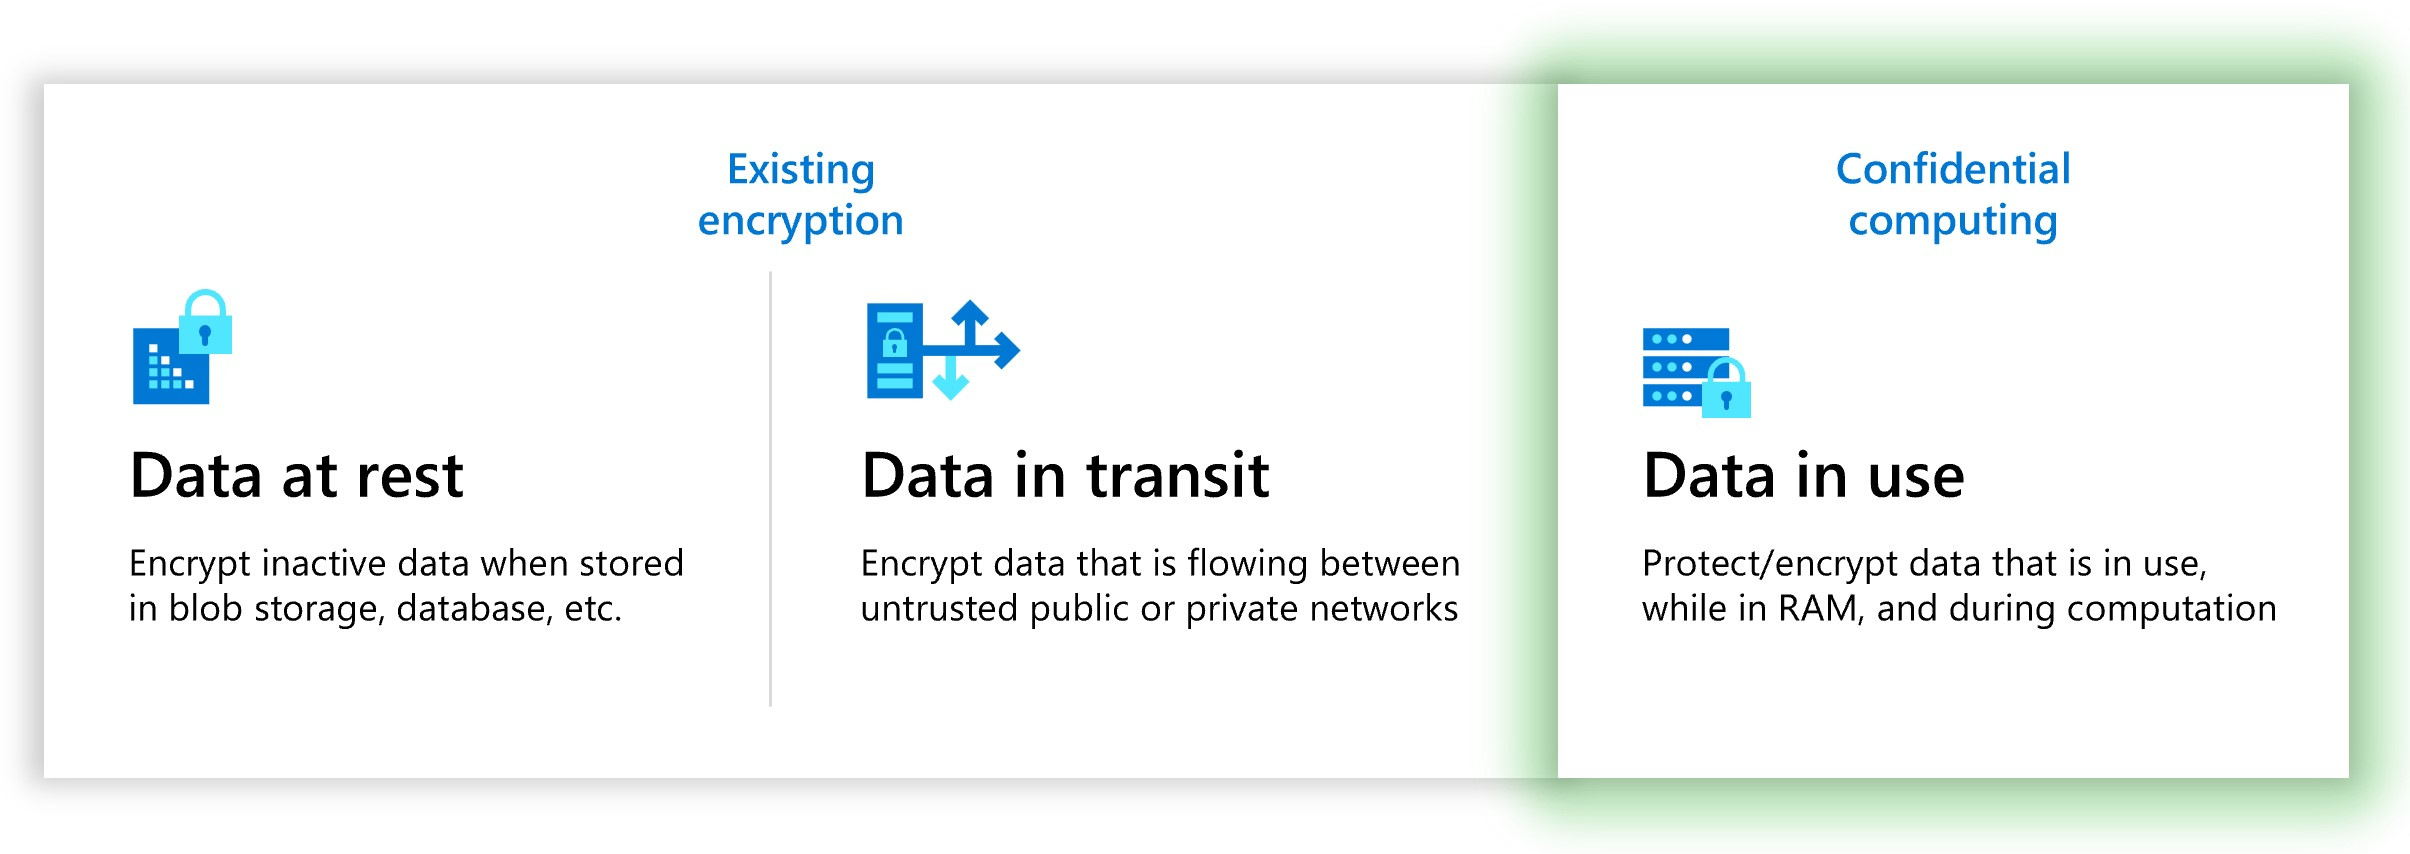 Existing
encryption
Data at rest
Encrypt inactive data when stored
in blob storage, database, etc.
Data in transit
Encrypt data that is flowing between
untrusted public or private networks
Confidential
computing
Data in use
Protect/encrypt data that is in use,
while in RAM, and during computation